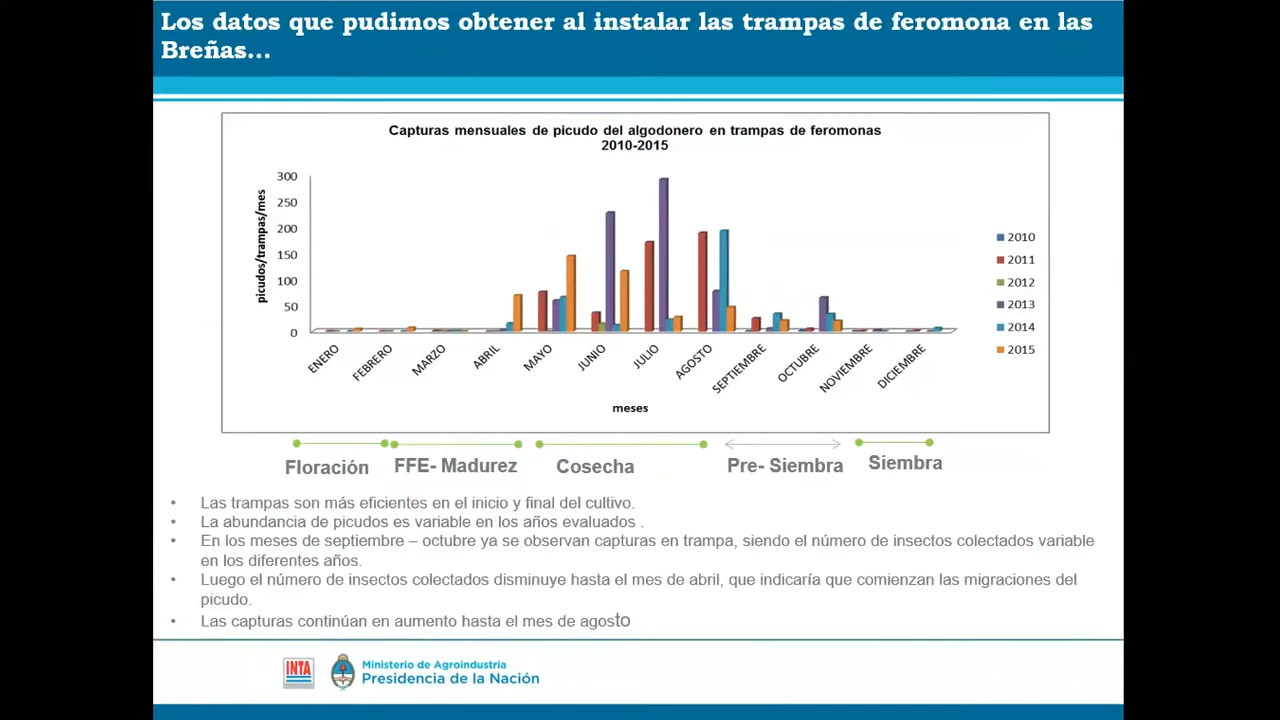 Los datos que pudimos obtener al instalar las trampas de feromona en las
Breñas...
Capturas mensuales de picudo del algodonero en trampas de feromonas
2010-2015
picudos/trampas/mes
300
250
200
150
100
50
0
ENERO
FEBRERO
MARZO
ABRIL
MAYO
JUNIO
JULIO
AGOSTO
SEPTIEMBRE
OCTUBRE
NOVIEMBRE
DICIEMBRE
meses
2010
2011
2012
2013
2014
2015
Floración
FFE- Madurez
Cosecha
Pre- Siembra
Siembra
• Las trampas son más eficientes en el inicio y final del cultivo.
• La abundancia de picudos es variable en los años evaluados .
• En los meses de septiembre – octubre ya se observan capturas en trampa, siendo el número de insectos colectados variable
en los diferentes años.
• Luego el número de insectos colectados disminuye hasta el mes de abril, que indicaría que comienzan las migraciones del
picudo.
• Las capturas continúan en aumento hasta el mes de agosto
INTA
Ministerio de Agroindustria
Presidencia de la Nación